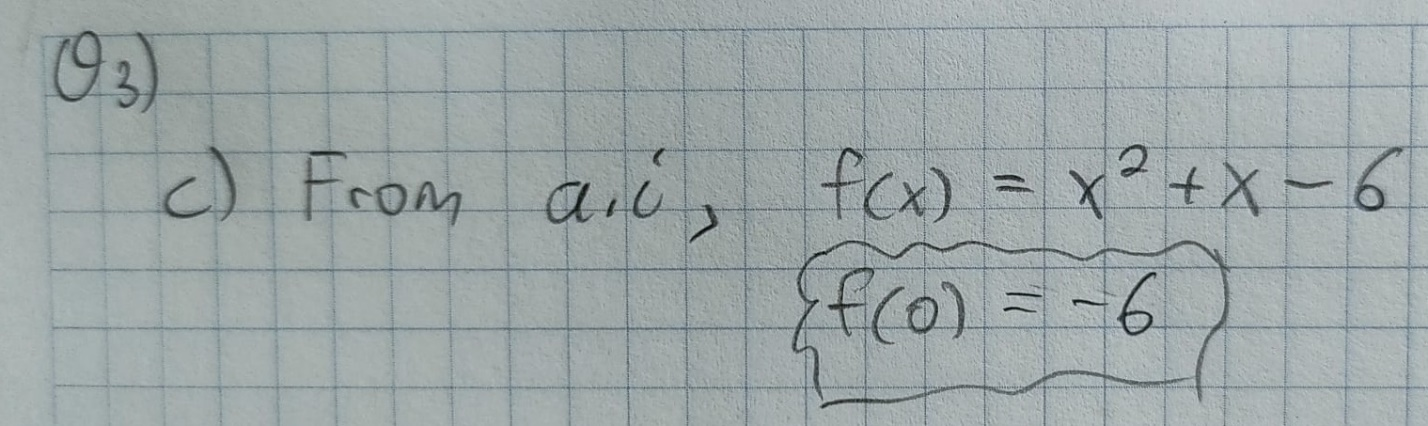 Q3)
c) From a.i, f(x) = x² + x - 6
f(0) = -6